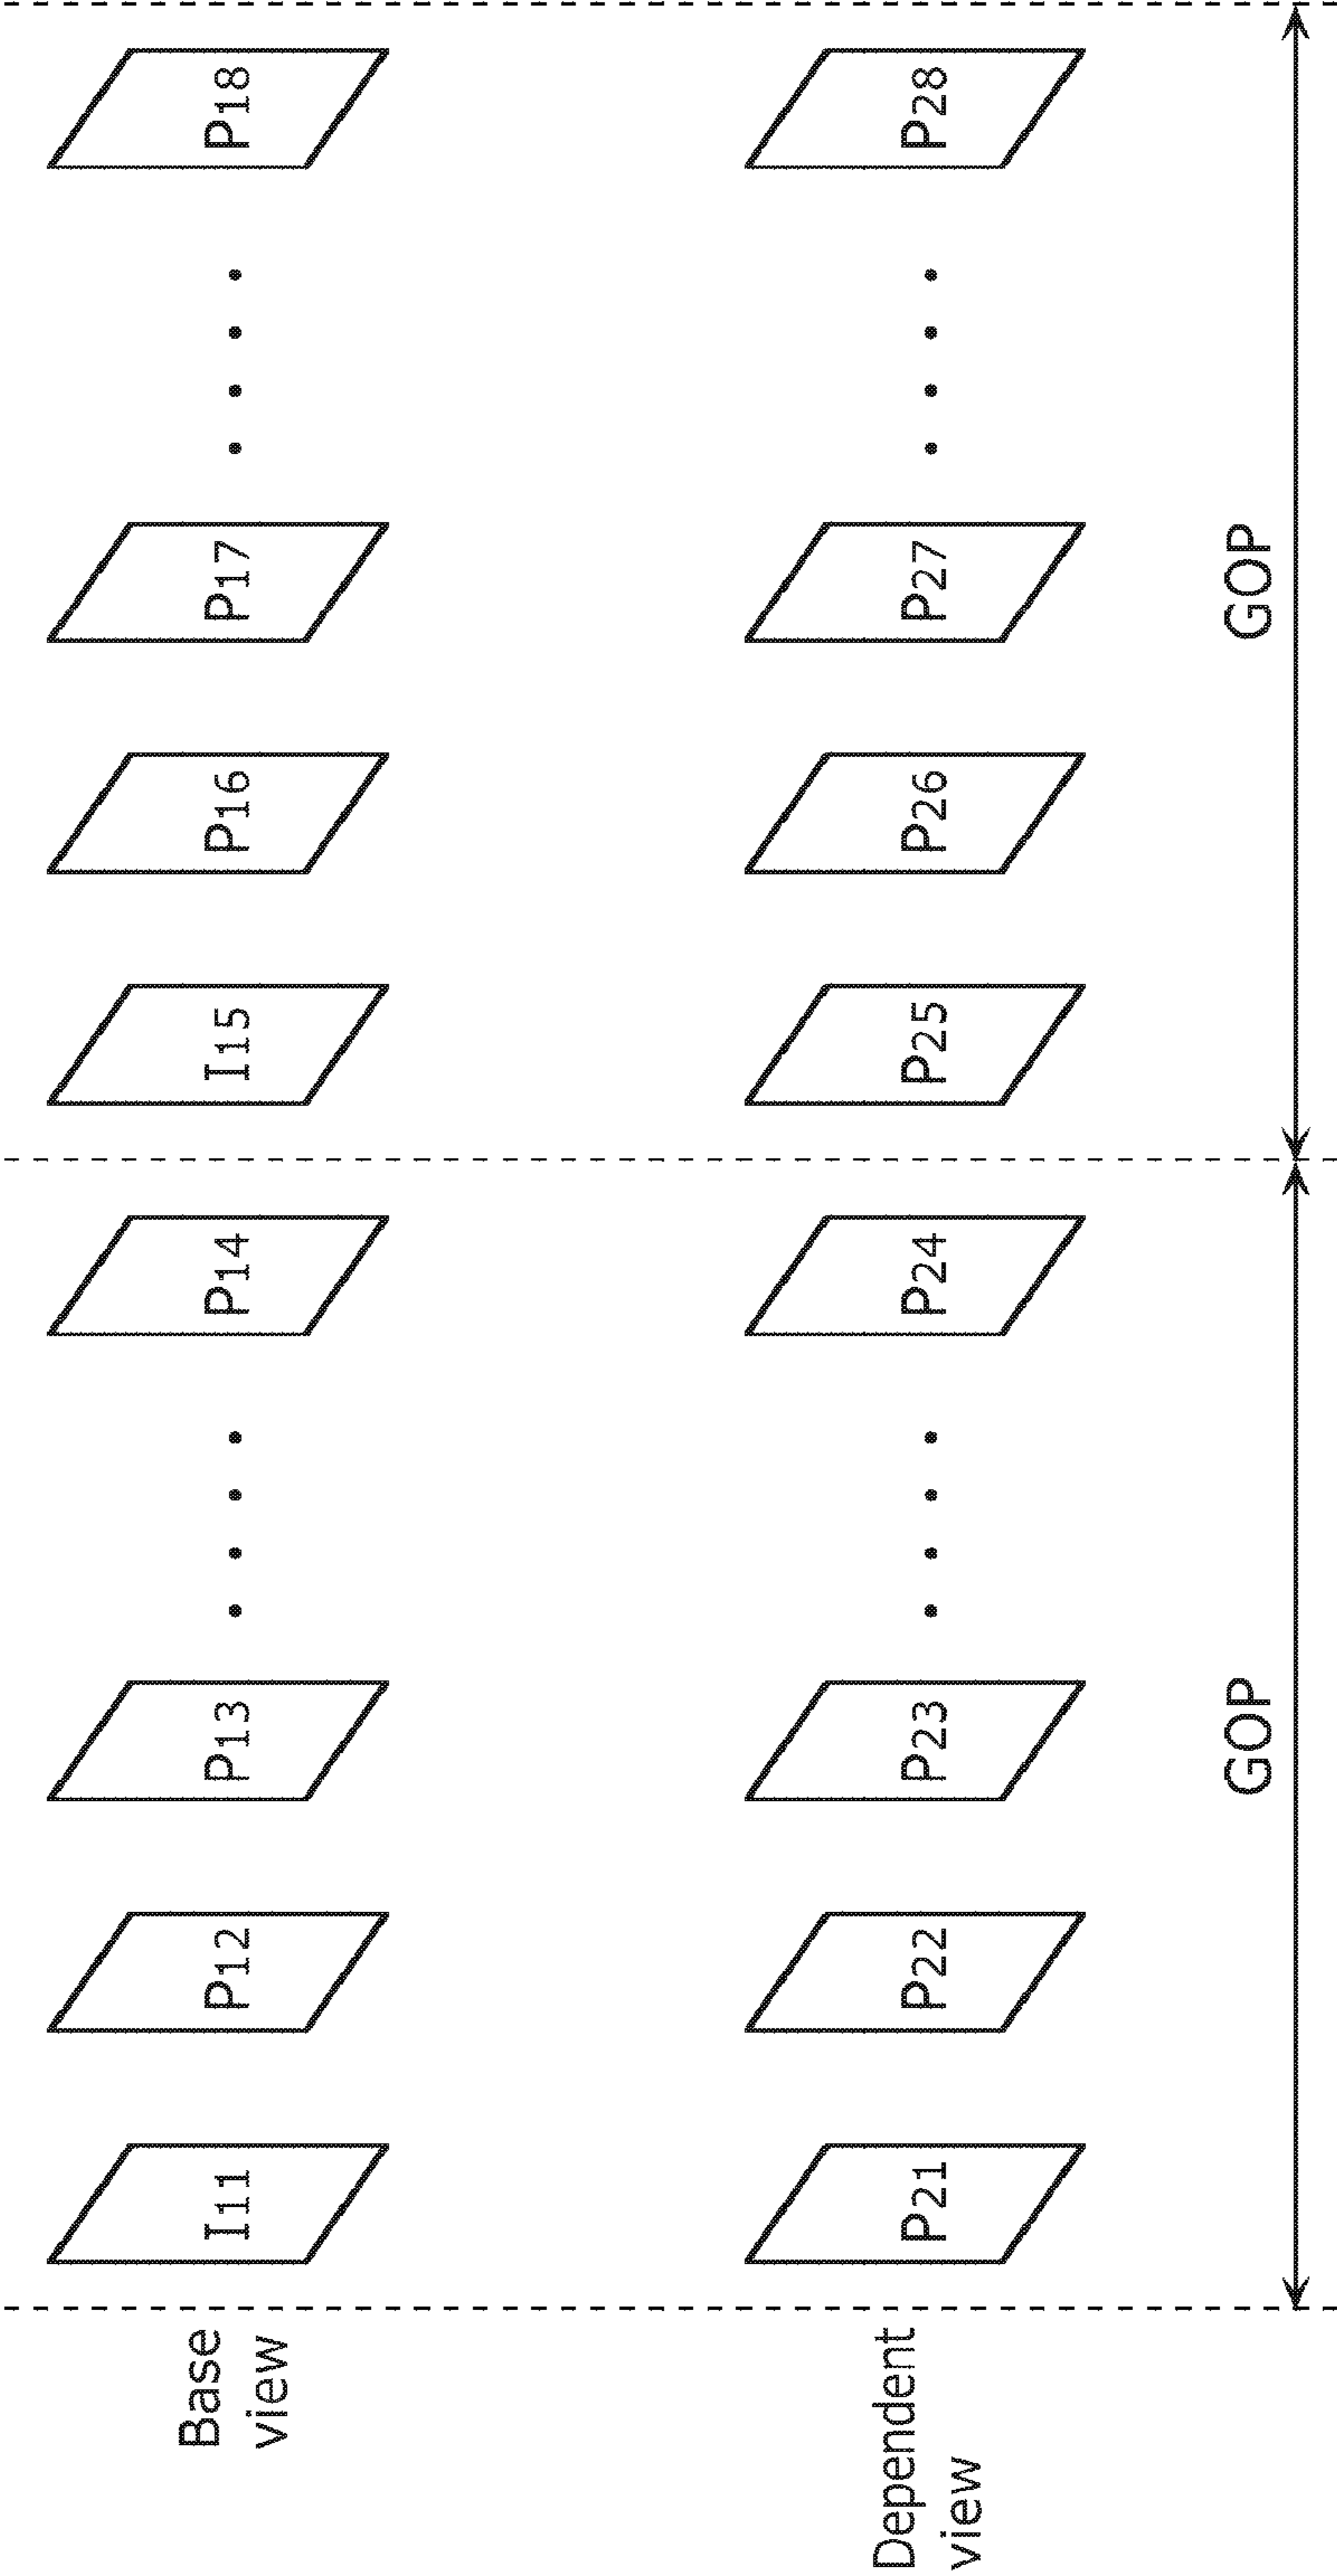 Base
view
I11
P12
P13
P14
I15
P16
P17
P18
Dependent
view
P21
P22
P23
P24
P25
P26
P27
P28
GOP
GOP